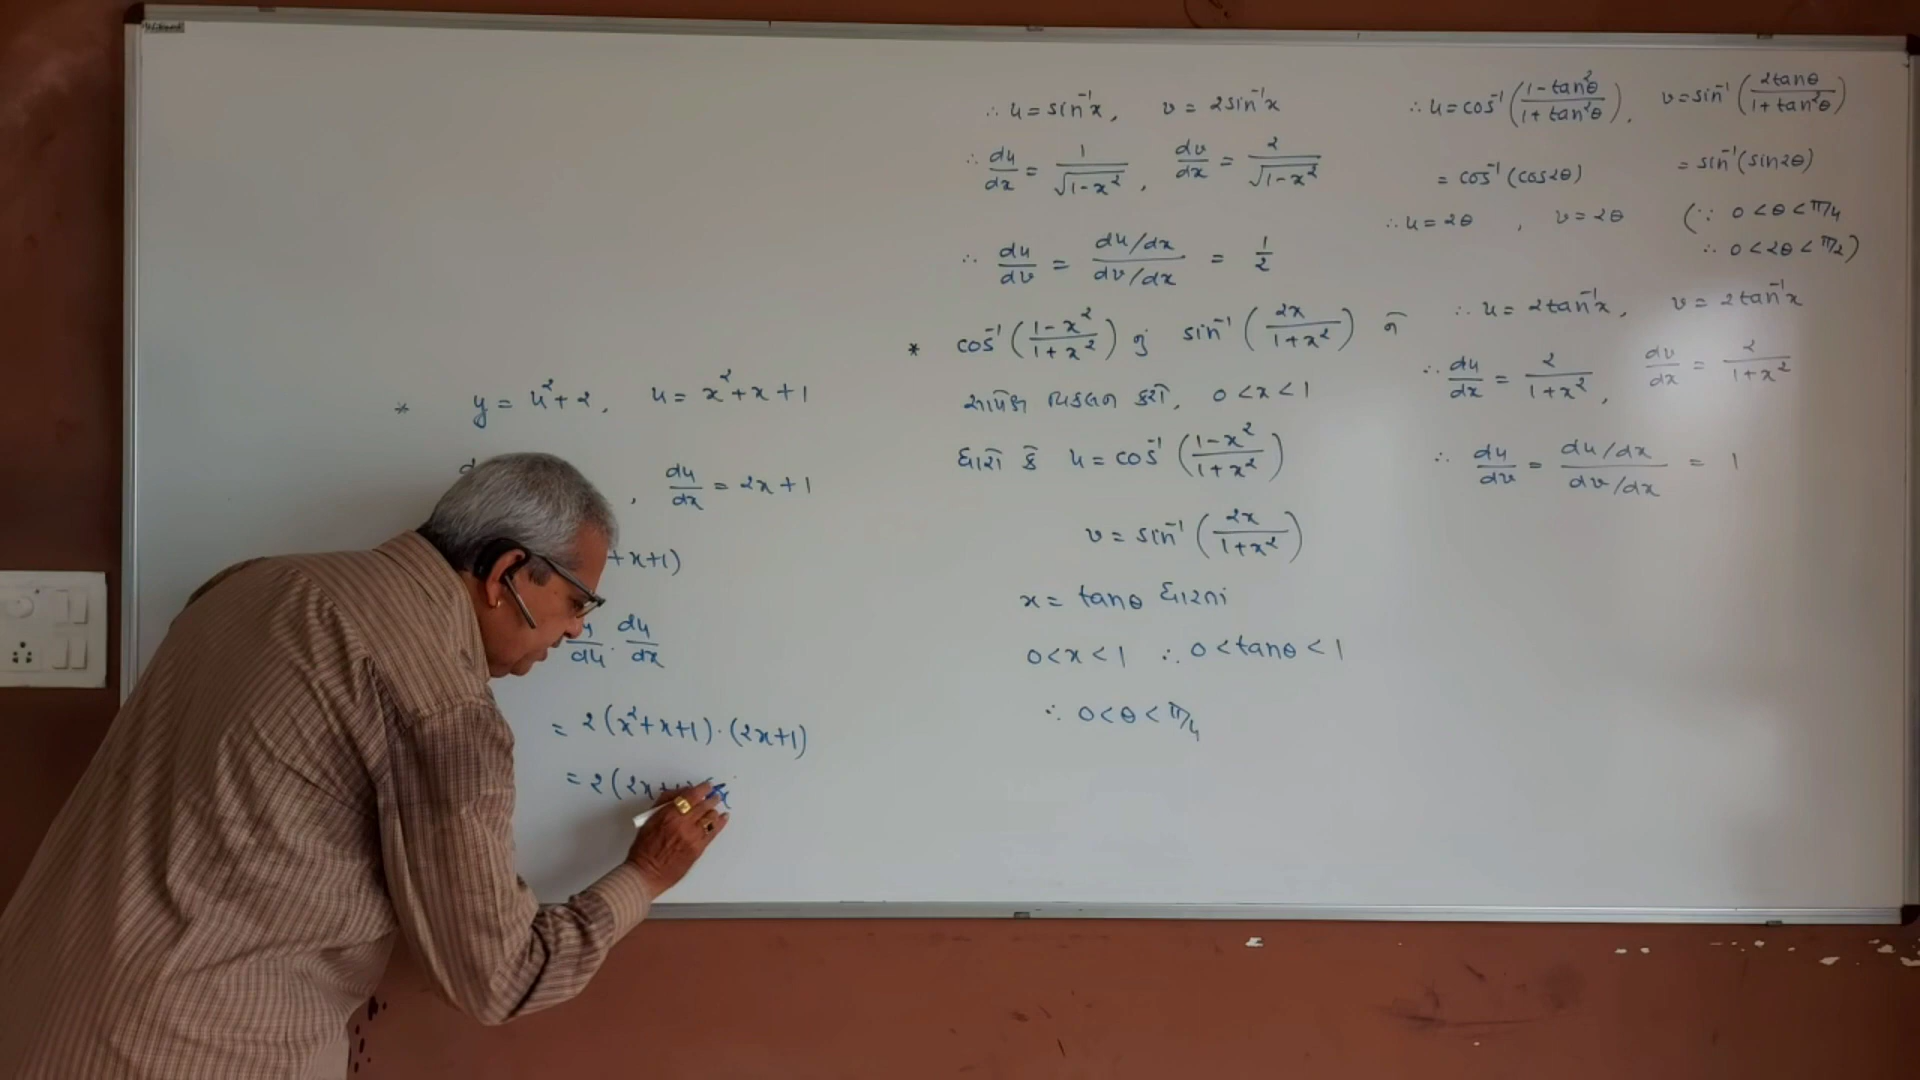 * y = u²+2, u = x²+x+1
, du/dx = 2x+1
+x+1)
du · du/dx
= 2(x²+x+1)·(2x+1)
= 2(2x+1)(x
∴ u = sin⁻¹x, v = 2sin⁻¹x
∴ du/dx = 1/√(1-x²), dv/dx = 2/√(1-x²)
∴ du/dv = (du/dx)/(dv/dx) = 1/2
* cos⁻¹((1-x²)/(1+x²)) નું sin⁻¹(2x/(1+x²)) ને
સાપેક્ષ વિકલન કરો, 0<x<1
ધારો કે u = cos⁻¹((1-x²)/(1+x²))
v = sin⁻¹(2x/(1+x²))
x = tanθ ધારતાં
0<x<1 ∴ 0<tanθ<1
∴ 0<θ<π/4
∴ u = cos⁻¹((1-tan²θ)/(1+tan²θ)), v = sin⁻¹(2tanθ/(1+tan²θ))
= cos⁻¹(cos2θ) = sin⁻¹(sin2θ)
∴ u = 2θ , v = 2θ (∵ 0<θ<π/4
∴ 0<2θ<π/2)
∴ u = 2tan⁻¹x, v = 2tan⁻¹x
∴ du/dx = 2/(1+x²), dv/dx = 2/(1+x²)
∴ du/dv = (du/dx)/(dv/dx) = 1